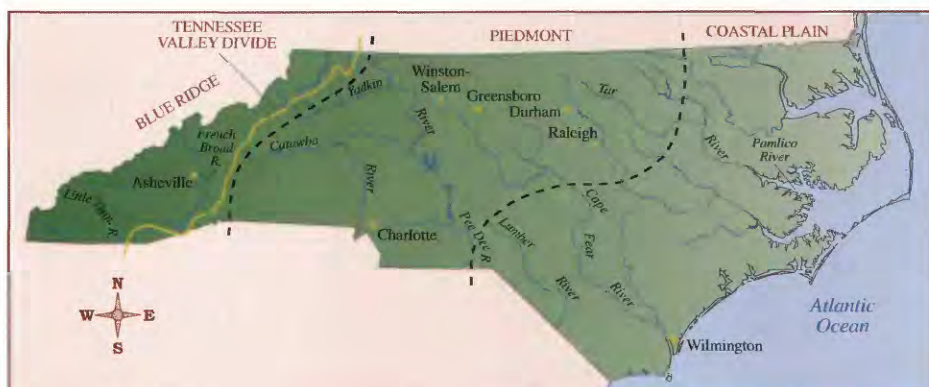 TENNESSEE
VALLEY DIVIDE
PIEDMONT
COASTAL PLAIN
BLUE RIDGE
Winston-
Salem
Greensboro
Durham
Raleigh
Yadkin
River
Tar
River
Pamlico
River
French
Broad
R.
Catawba
River
Asheville
Little Tenn. R.
Charlotte
Pee Dee R.
Lumber
River
Cape
Fear
River
Wilmington
Atlantic
Ocean
N
W
E
S